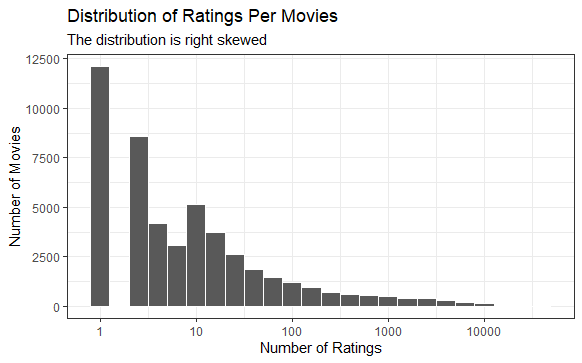 Distribution of Ratings Per Movies
The distribution is right skewed
12500
10000
7500
5000
2500
0
Number of Movies
1 10 100 1000 10000
Number of Ratings